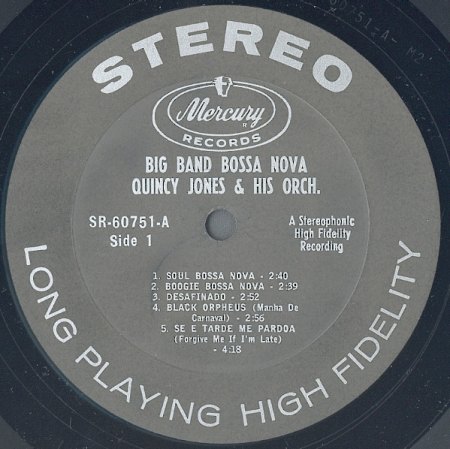 STEREO
Mercury
R
RECORDS
BIG BAND BOSSA NOVA
QUINCY JONES & HIS ORCH.
SR-60751-A
Side 1
A Stereophonic
High Fidelity
Recording
1. SOUL BOSSA NOVA - 2:40
2. BOOGIE BOSSA NOVA - 2:39
3. DESAFINADO - 2:52
4. BLACK ORPHEUS (Manha De
Carnaval) - 2:56
5. SE E TARDE ME PARDOA
(Forgive Me If I'm Late)
- 4:18
LONG PLAYING HIGH FIDELITY